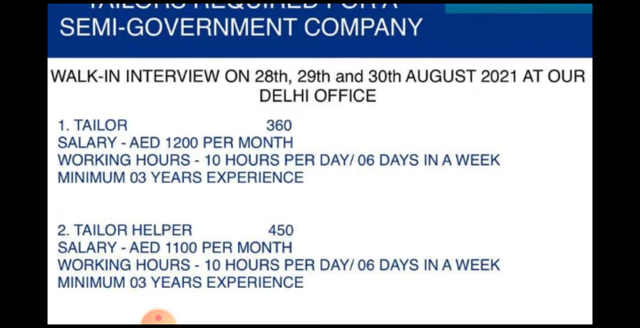 TAILORS REQUIRED FOR A
SEMI-GOVERNMENT COMPANY
WALK-IN INTERVIEW ON 28th, 29th and 30th AUGUST 2021 AT OUR
DELHI OFFICE
1. TAILOR 360
SALARY - AED 1200 PER MONTH
WORKING HOURS - 10 HOURS PER DAY/ 06 DAYS IN A WEEK
MINIMUM 03 YEARS EXPERIENCE
2. TAILOR HELPER 450
SALARY - AED 1100 PER MONTH
WORKING HOURS - 10 HOURS PER DAY/ 06 DAYS IN A WEEK
MINIMUM 03 YEARS EXPERIENCE